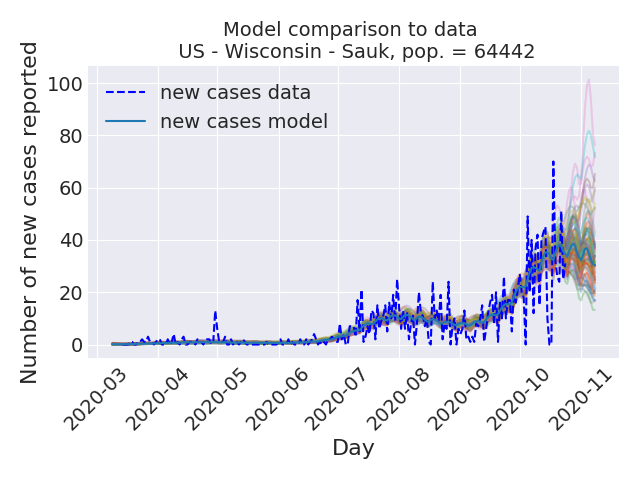 Model comparison to data
US - Wisconsin - Sauk, pop. = 64442
Number of new cases reported
100
80
60
40
20
0
new cases data
new cases model
2020-03
2020-04
2020-05
2020-06
2020-07
2020-08
2020-09
2020-10
2020-11
Day